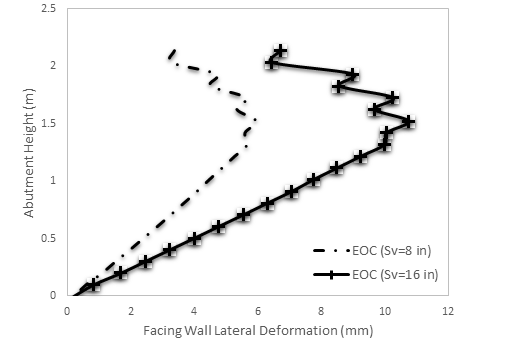 2.5
2
1.5
1
0.5
0
Abutment Height (m)
EOC (Sv=8 in)
EOC (Sv=16 in)
0 2 4 6 8 10 12
Facing Wall Lateral Deformation (mm)